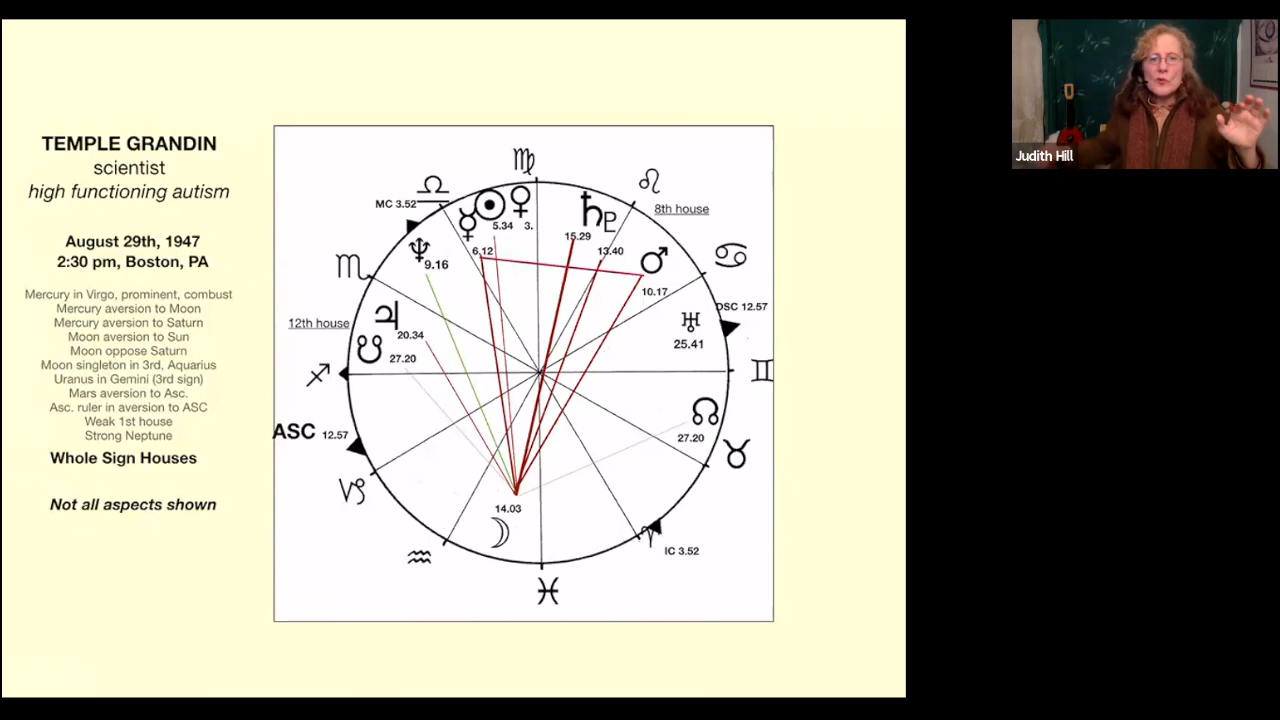 TEMPLE GRANDIN
scientist
high functioning autism
August 29th, 1947
2:30 pm, Boston, PA
Mercury in Virgo, prominent, combust
Mercury aversion to Moon
Mercury aversion to Saturn
Moon aversion to Sun
Moon oppose Saturn
Moon singleton in 3rd, Aquarius
Uranus in Gemini (3rd sign)
Mars aversion to Asc.
Asc. ruler in aversion to ASC
Weak 1st house
Strong Neptune
Whole Sign Houses
Not all aspects shown
♍
♎
♌
MC 3.52
8th house
☿
☉
♀
♄
♇
5.34
3.
15.29
6.12
13.40
♆
9.16
♂
10.17
♋
♏
DSC 12.57
12th house
♃
20.34
♅
25.41
☋
27.20
♐
♊
☊
27.20
ASC 12.57
♉
♑
14.03
☽
♈
IC 3.52
♒
♓
Judith Hill